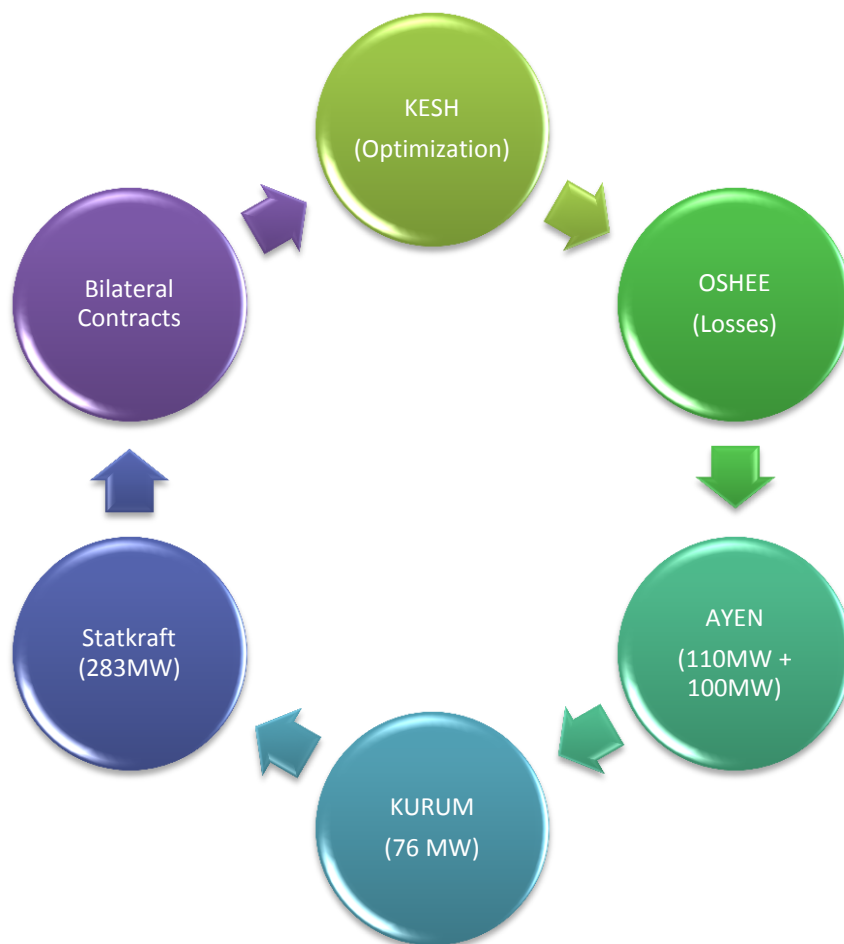 KESH
(Optimization)
OSHEE
(Losses)
AYEN
(110MW +
100MW)
KURUM
(76 MW)
Statkraft
(283MW)
Bilateral
Contracts